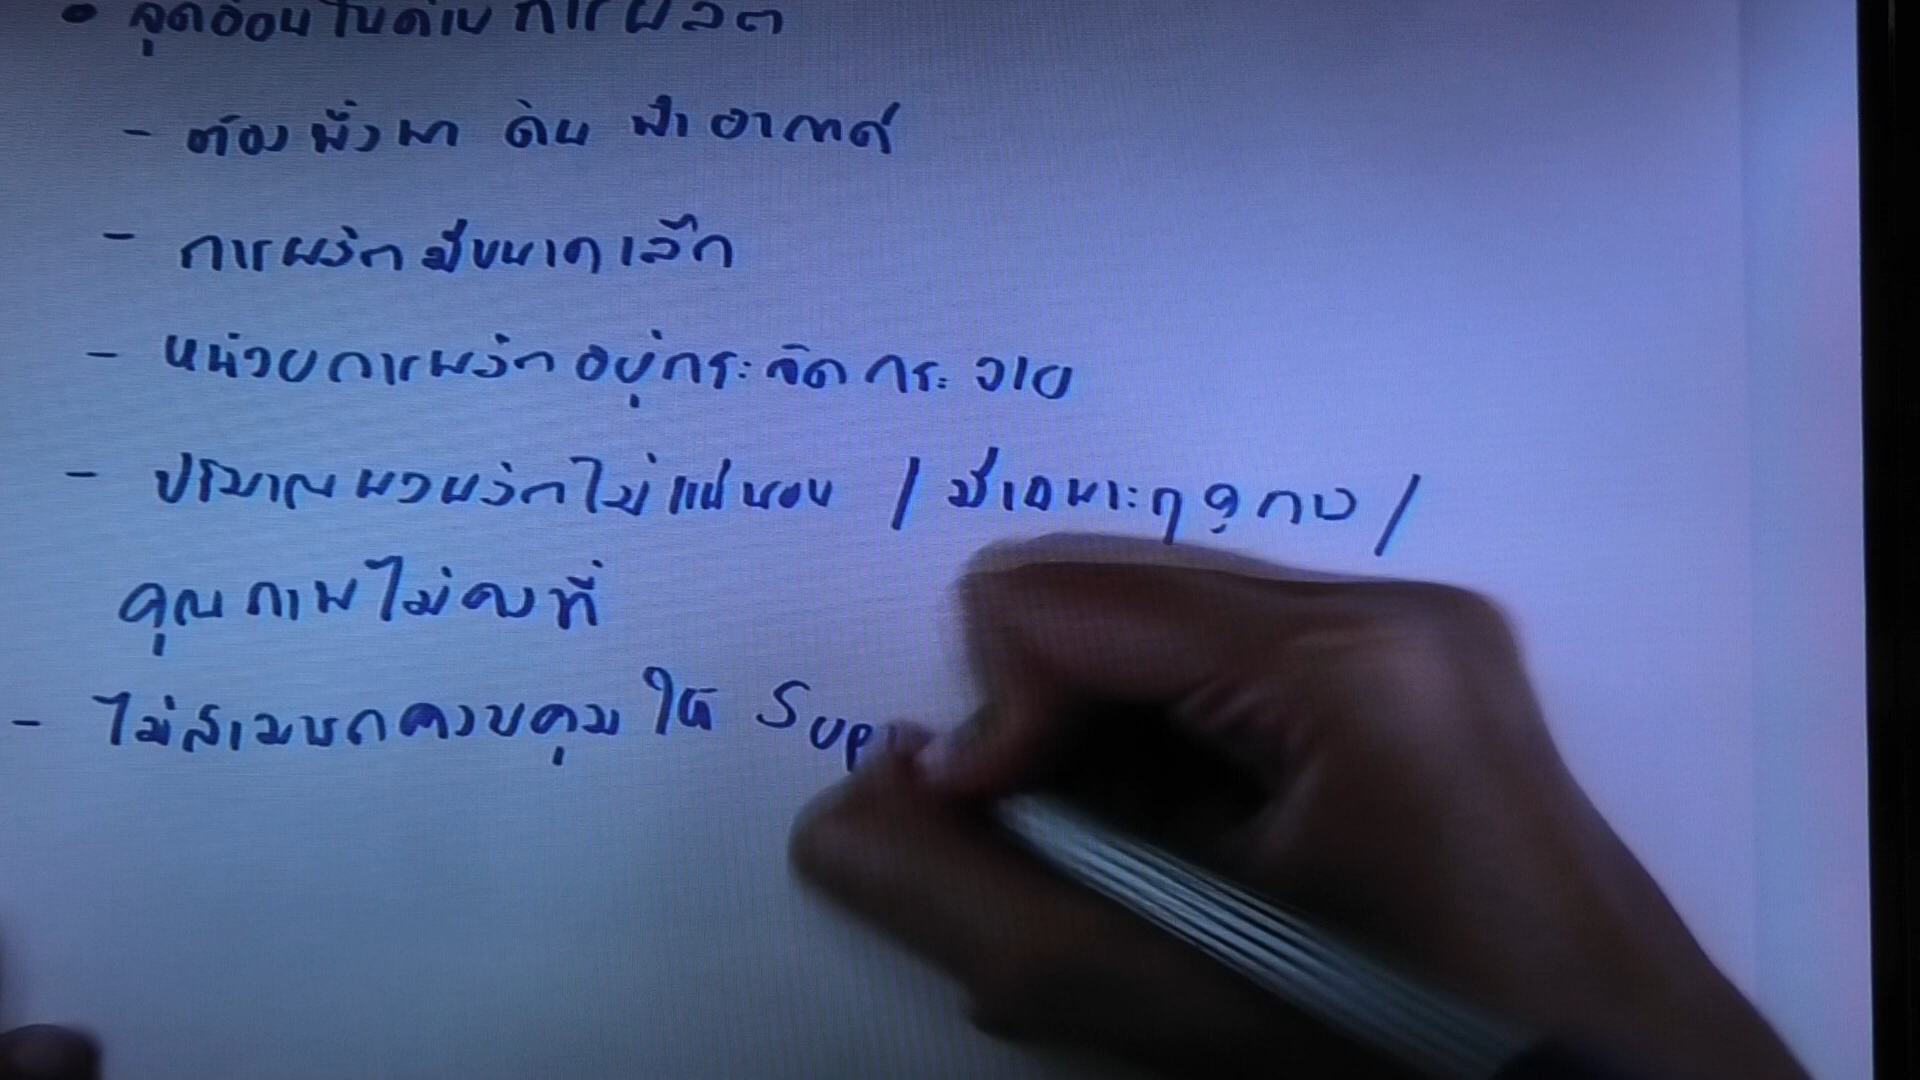 • จุดอ่อนในด้านการผลิต
- ต้องพึ่งพา ดิน ฟ้า อากาศ
- การผลิตมีขนาดเล็ก
- หน่วยการผลิตอยู่กระจัดกระจาย
- ปริมาณผลผลิตไม่แน่นอน / มีเฉพาะฤดูกาล /
คุณภาพไม่คงที่
- ไม่สามารถควบคุมให้ Sup